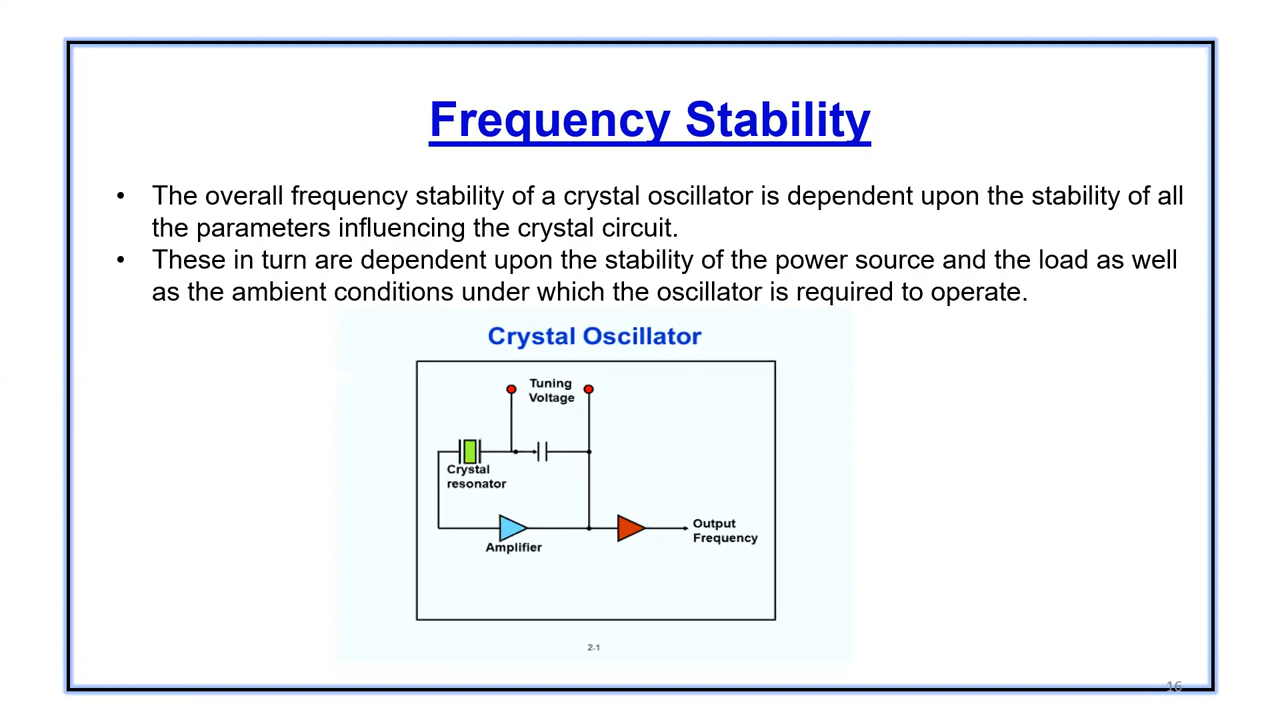 Frequency Stability
• The overall frequency stability of a crystal oscillator is dependent upon the stability of all
the parameters influencing the crystal circuit.
• These in turn are dependent upon the stability of the power source and the load as well
as the ambient conditions under which the oscillator is required to operate.
Crystal Oscillator
Tuning
Voltage
Crystal
resonator
Amplifier
Output
Frequency
2-1
16